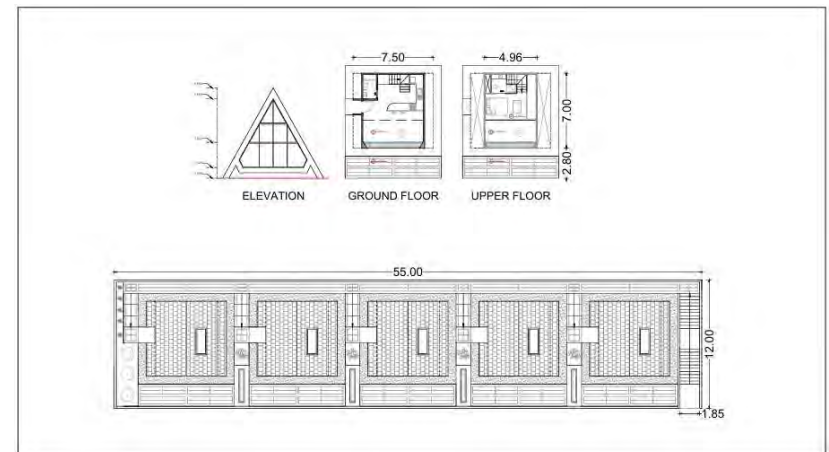 7.50
4.96
7.00
2.80
ELEVATION
GROUND FLOOR
UPPER FLOOR
55.00
12.00
1.85